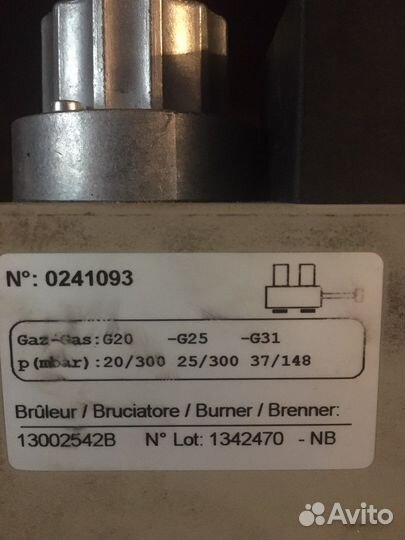 N°: 0241093
Gaz-Gas:G20 -G25 -G31
p(mbar):20/300 25/300 37/148
Brûleur / Bruciatore / Burner / Brenner:
13002542B N° Lot: 1342470 - NB
Avito